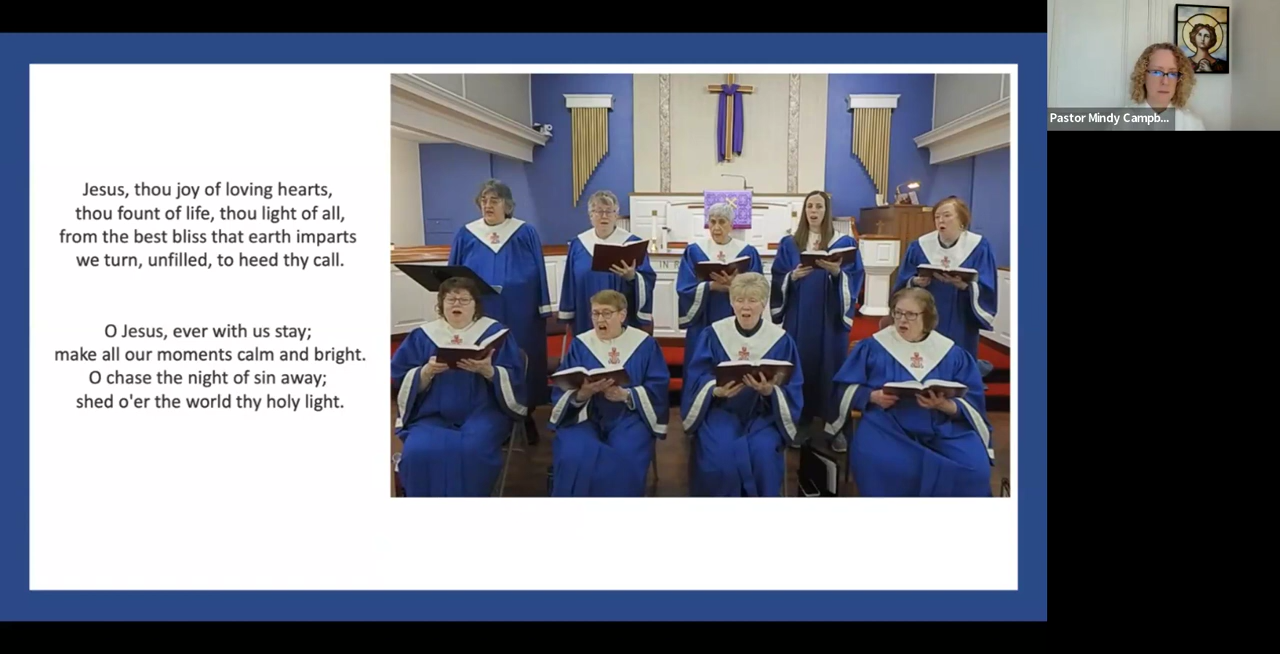 Jesus, thou joy of loving hearts,
thou fount of life, thou light of all,
from the best bliss that earth imparts
we turn, unfilled, to heed thy call.
O Jesus, ever with us stay;
make all our moments calm and bright.
O chase the night of sin away;
shed o'er the world thy holy light.
Pastor Mindy Campb...
IN